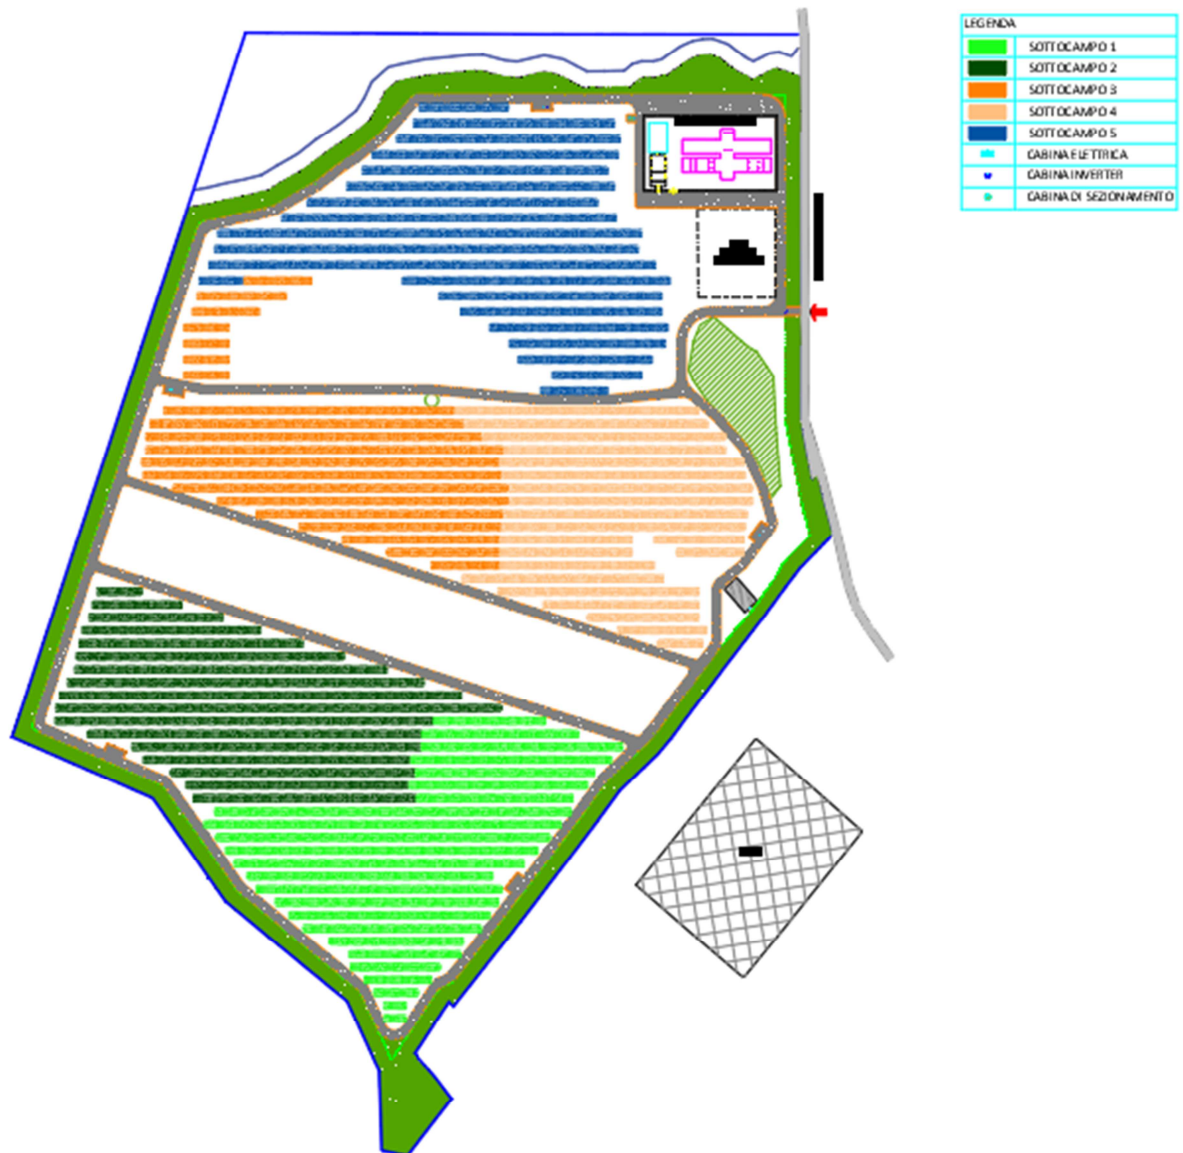 LEGENDA
SOTTOCAMPO 1
SOTTOCAMPO 2
SOTTOCAMPO 3
SOTTOCAMPO 4
SOTTOCAMPO 5
CABINA ELETTRICA
CABINA INVERTER
CABINA DI SEZIONAMENTO